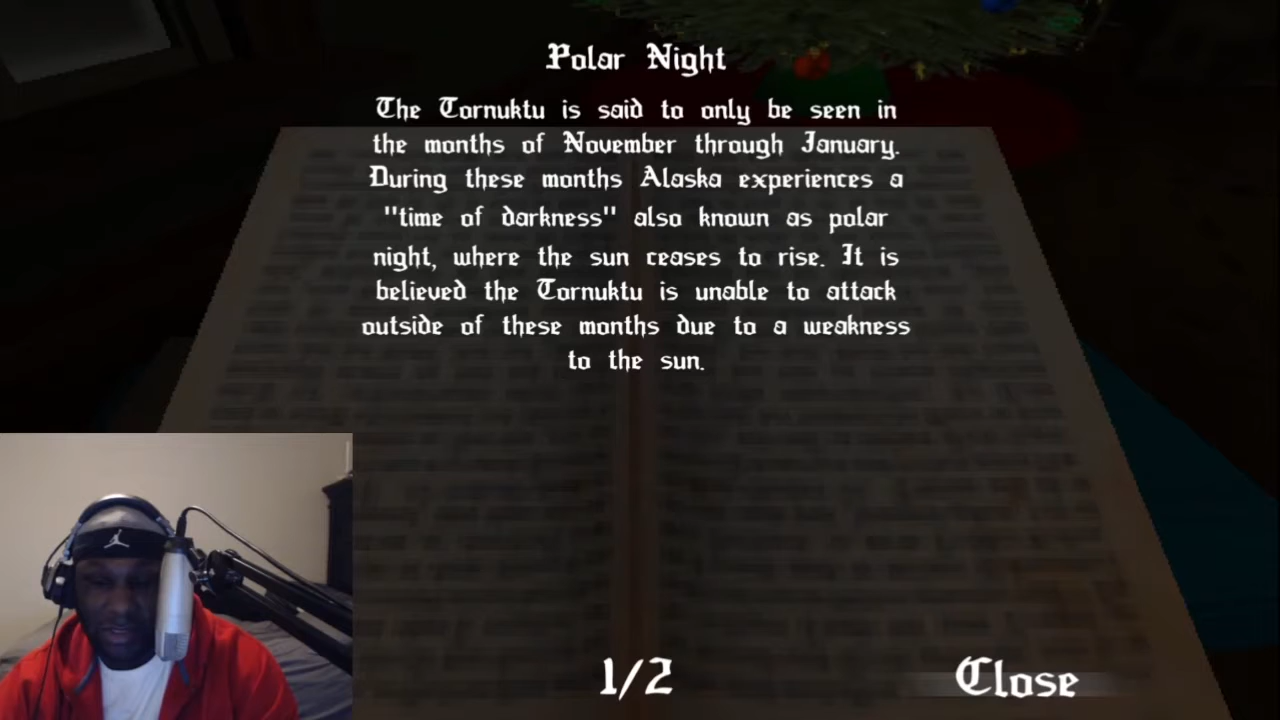 Polar Night
The Tornuktu is said to only be seen in
the months of November through January.
During these months Alaska experiences a
"time of darkness" also known as polar
night, where the sun ceases to rise. It is
believed the Tornuktu is unable to attack
outside of these months due to a weakness
to the sun.
1/2
Close